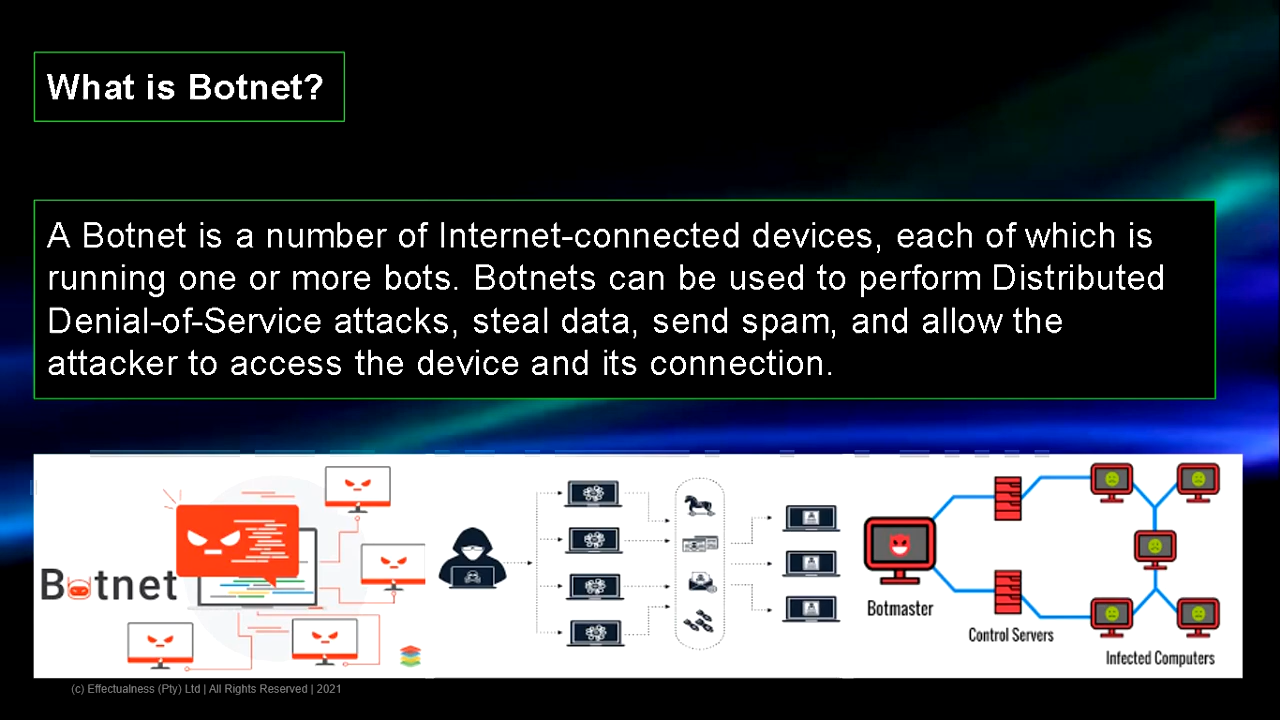 What is Botnet?
A Botnet is a number of Internet-connected devices, each of which is
running one or more bots. Botnets can be used to perform Distributed
Denial-of-Service attacks, steal data, send spam, and allow the
attacker to access the device and its connection.
Botnet
Botmaster
Control Servers
Infected Computers
(c) Effectualness (Pty) Ltd | All Rights Reserved | 2021